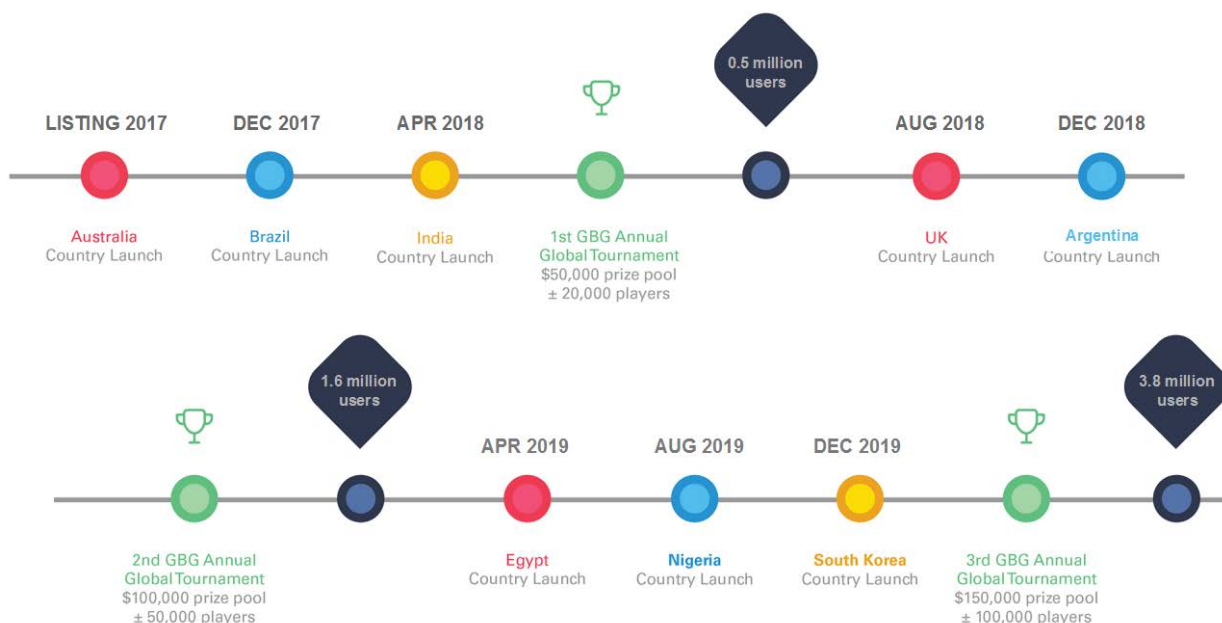 0.5 million
users
LISTING 2017
DEC 2017
APR 2018
AUG 2018
DEC 2018
Australia
Country Launch
Brazil
Country Launch
India
Country Launch
1st GBG Annual
Global Tournament
$50,000 prize pool
± 20,000 players
UK
Country Launch
Argentina
Country Launch
1.6 million
users
3.8 million
users
APR 2019
AUG 2019
DEC 2019
2nd GBG Annual
Global Tournament
$100,000 prize pool
± 50,000 players
Egypt
Country Launch
Nigeria
Country Launch
South Korea
Country Launch
3rd GBG Annual
Global Tournament
$150,000 prize pool
± 100,000 players